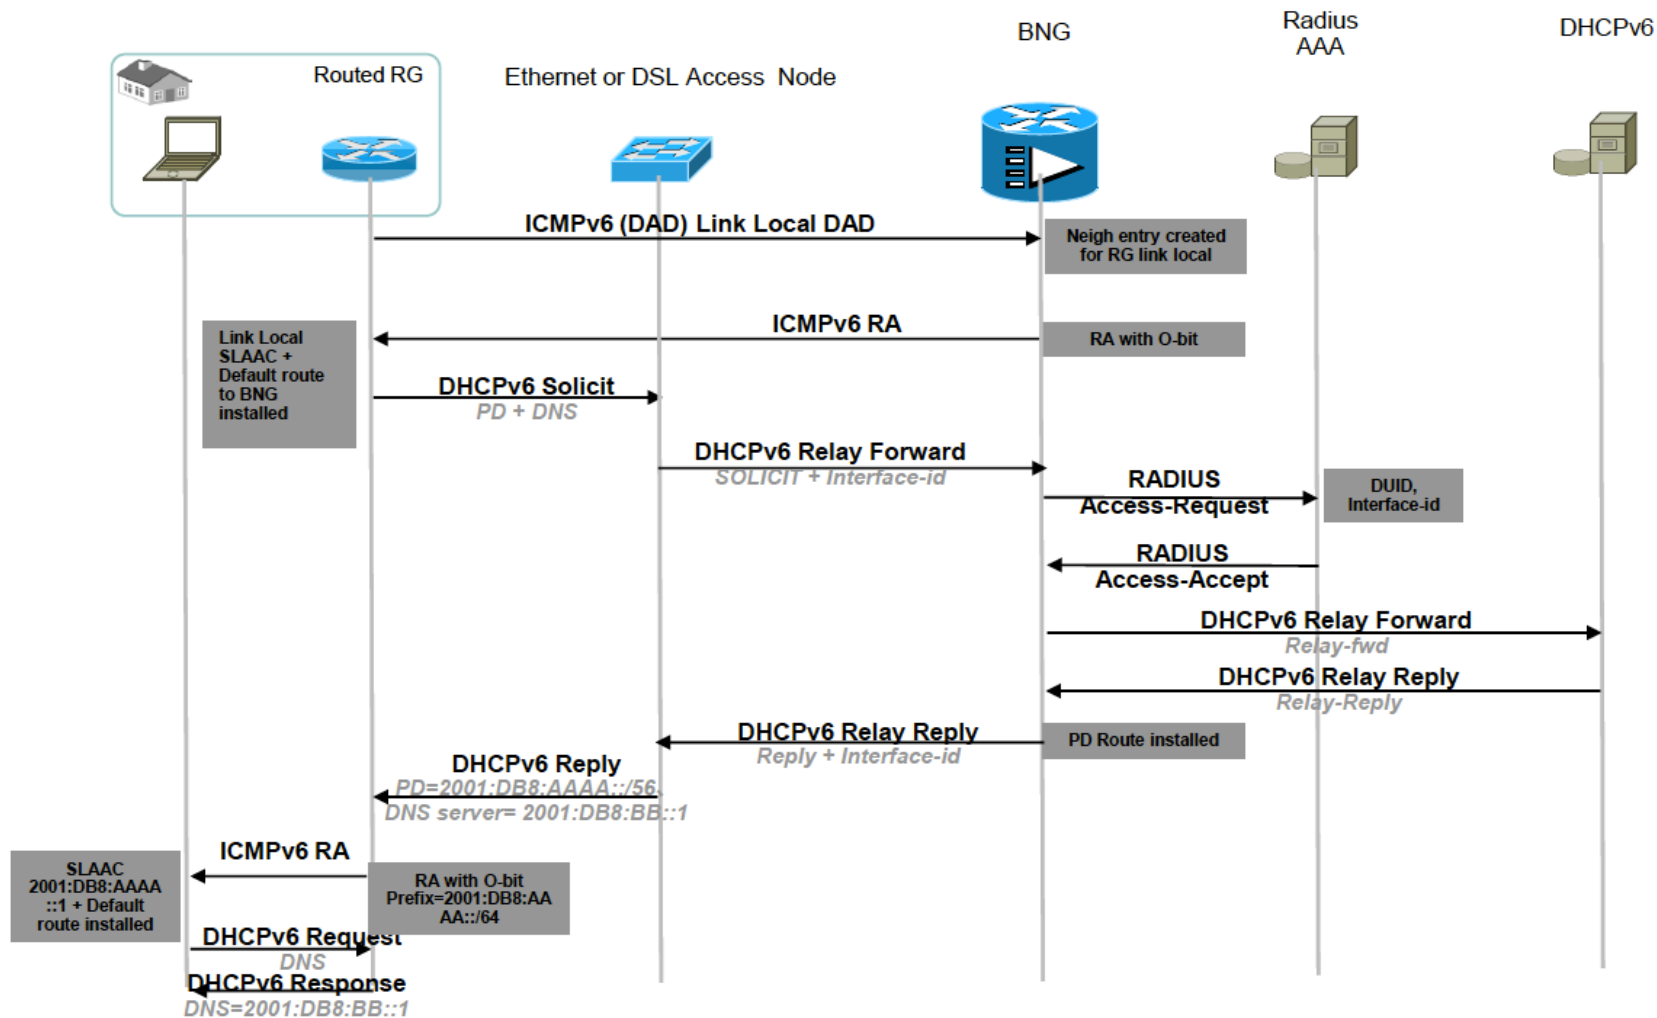 BNG
Radius
AAA
DHCPv6
Routed RG
Ethernet or DSL Access Node
ICMPv6 (DAD) Link Local DAD
Neigh entry created
for RG link local
ICMPv6 RA
RA with O-bit
Link Local
SLAAC +
Default route
to BNG
installed
DHCPv6 Solicit
PD + DNS
DHCPv6 Relay Forward
SOLICIT + Interface-id
RADIUS
Access-Request
DUID,
Interface-id
RADIUS
Access-Accept
DHCPv6 Relay Forward
Relay-fwd
DHCPv6 Relay Reply
Relay-Reply
DHCPv6 Relay Reply
Reply + Interface-id
PD Route installed
DHCPv6 Reply
PD=2001:DB8:AAAA::/56,
DNS server= 2001:DB8:BB::1
ICMPv6 RA
SLAAC
2001:DB8:AAAA
::1 + Default
route installed
RA with O-bit
Prefix=2001:DB8:AA
AA::/64
DHCPv6 Request
DNS
DHCPv6 Response
DNS=2001:DB8:BB::1